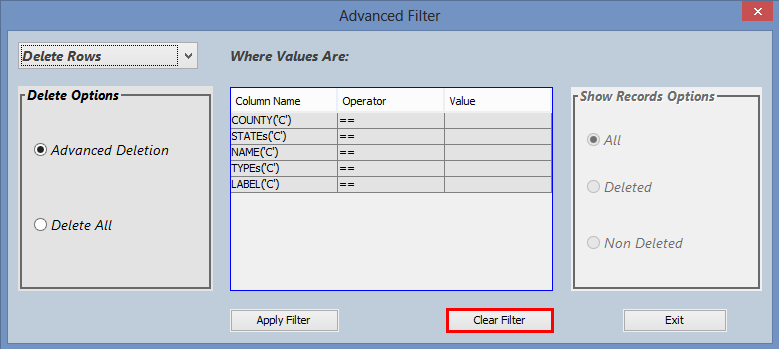 Advanced Filter
Delete Rows
Where Values Are:
Delete Options
Advanced Deletion
Delete All
Column Name Operator Value
COUNTY('C') ==
STATEs('C') ==
NAME('C') ==
TYPEs('C') ==
LABEL('C') ==
Show Records Options
All
Deleted
Non Deleted
Apply Filter
Clear Filter
Exit